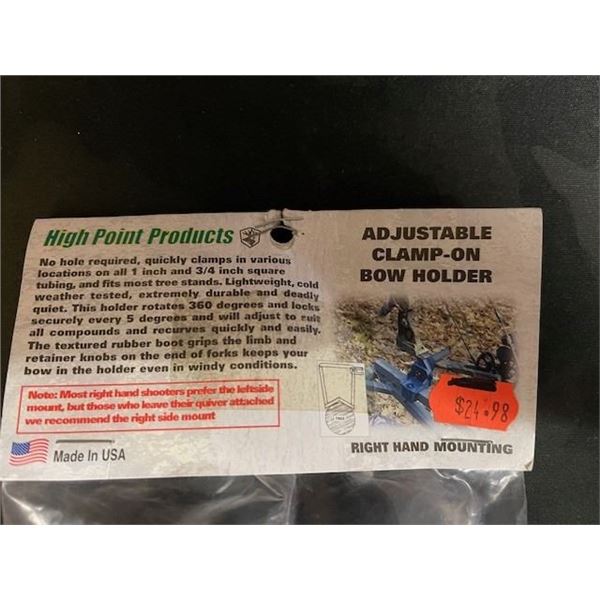 High Point Products
No hole required, quickly clamps in various
locations on all 1 inch and 3/4 inch square
tubing, and fits most tree stands. Lightweight, cold
weather tested, extremely durable and deadly
quiet. This holder rotates 360 degrees and locks
securely every 5 degrees and will adjust to suit
all compounds and recurves quickly and easily.
The textured rubber boot grips the limb and
retainer knobs on the end of forks keeps your
bow in the holder even in windy conditions.
Note: Most right hand shooters prefer the leftside
mount, but those who leave their quiver attached
we recommend the right side mount
Made In USA
ADJUSTABLE
CLAMP-ON
BOW HOLDER
$24.98
RIGHT HAND MOUNTING